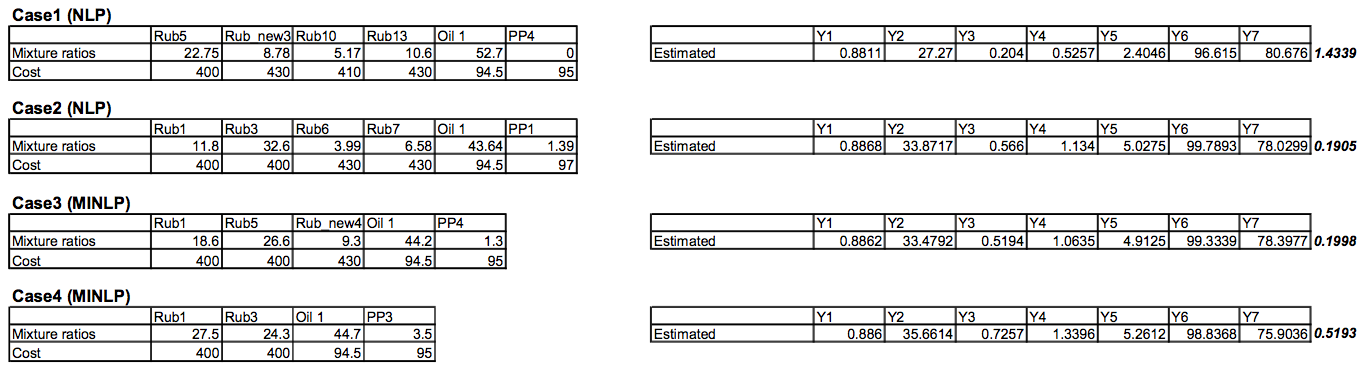 Case1 (NLP)
Rub5 Rub_new3 Rub10 Rub13 Oil 1 PP4 Y1 Y2 Y3 Y4 Y5 Y6 Y7
Mixture ratios 22.75 8.78 5.17 10.6 52.7 0 Estimated 0.8811 27.27 0.204 0.5257 2.4046 96.615 80.676 1.4339
Cost 400 430 410 430 94.5 95
Case2 (NLP)
Rub1 Rub3 Rub6 Rub7 Oil 1 PP1 Y1 Y2 Y3 Y4 Y5 Y6 Y7
Mixture ratios 11.8 32.6 3.99 6.58 43.64 1.39 Estimated 0.8868 33.8717 0.566 1.134 5.0275 99.7893 78.0299 0.1905
Cost 400 400 430 430 94.5 97
Case3 (MINLP)
Rub1 Rub5 Rub_new4 Oil 1 PP4 Y1 Y2 Y3 Y4 Y5 Y6 Y7
Mixture ratios 18.6 26.6 9.3 44.2 1.3 Estimated 0.8862 33.4792 0.5194 1.0635 4.9125 99.3339 78.3977 0.1998
Cost 400 400 430 94.5 95
Case4 (MINLP)
Rub1 Rub3 Oil 1 PP3 Y1 Y2 Y3 Y4 Y5 Y6 Y7
Mixture ratios 27.5 24.3 44.7 3.5 Estimated 0.886 35.6614 0.7257 1.3396 5.2612 98.8368 75.9036 0.5193
Cost 400 400 94.5 95